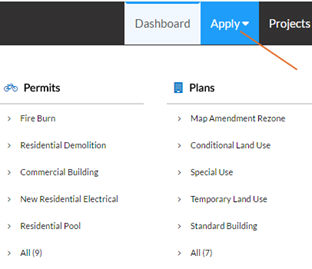 Dashboard Apply Projects
Permits
Fire Burn
Residential Demolition
Commercial Building
New Residential Electrical
Residential Pool
All (9)
Plans
Map Amendment Rezone
Conditional Land Use
Special Use
Temporary Land Use
Standard Building
All (7)